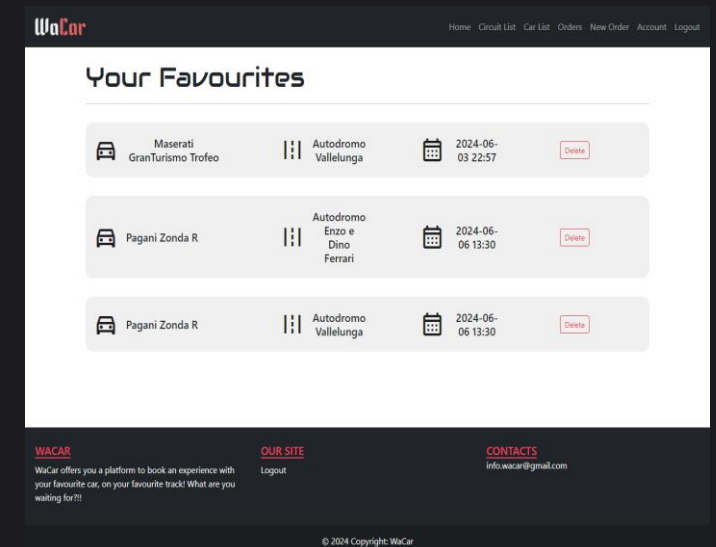 WaCar
Home Circuit List Car List Orders New Order Account Logout
Your Favourites
Maserati
GranTurismo Trofeo
Autodromo
Vallelunga
2024-06-
03 22:57
Delete
Pagani Zonda R
Autodromo
Enzo e
Dino
Ferrari
2024-06-
06 13:30
Delete
Pagani Zonda R
Autodromo
Vallelunga
2024-06-
06 13:30
Delete
WACAR
WaCar offers you a platform to book an experience with
your favourite car, on your favourite track! What are you
waiting for?!!
OUR SITE
Logout
CONTACTS
info.wacar@gmail.com
© 2024 Copyright: WaCar